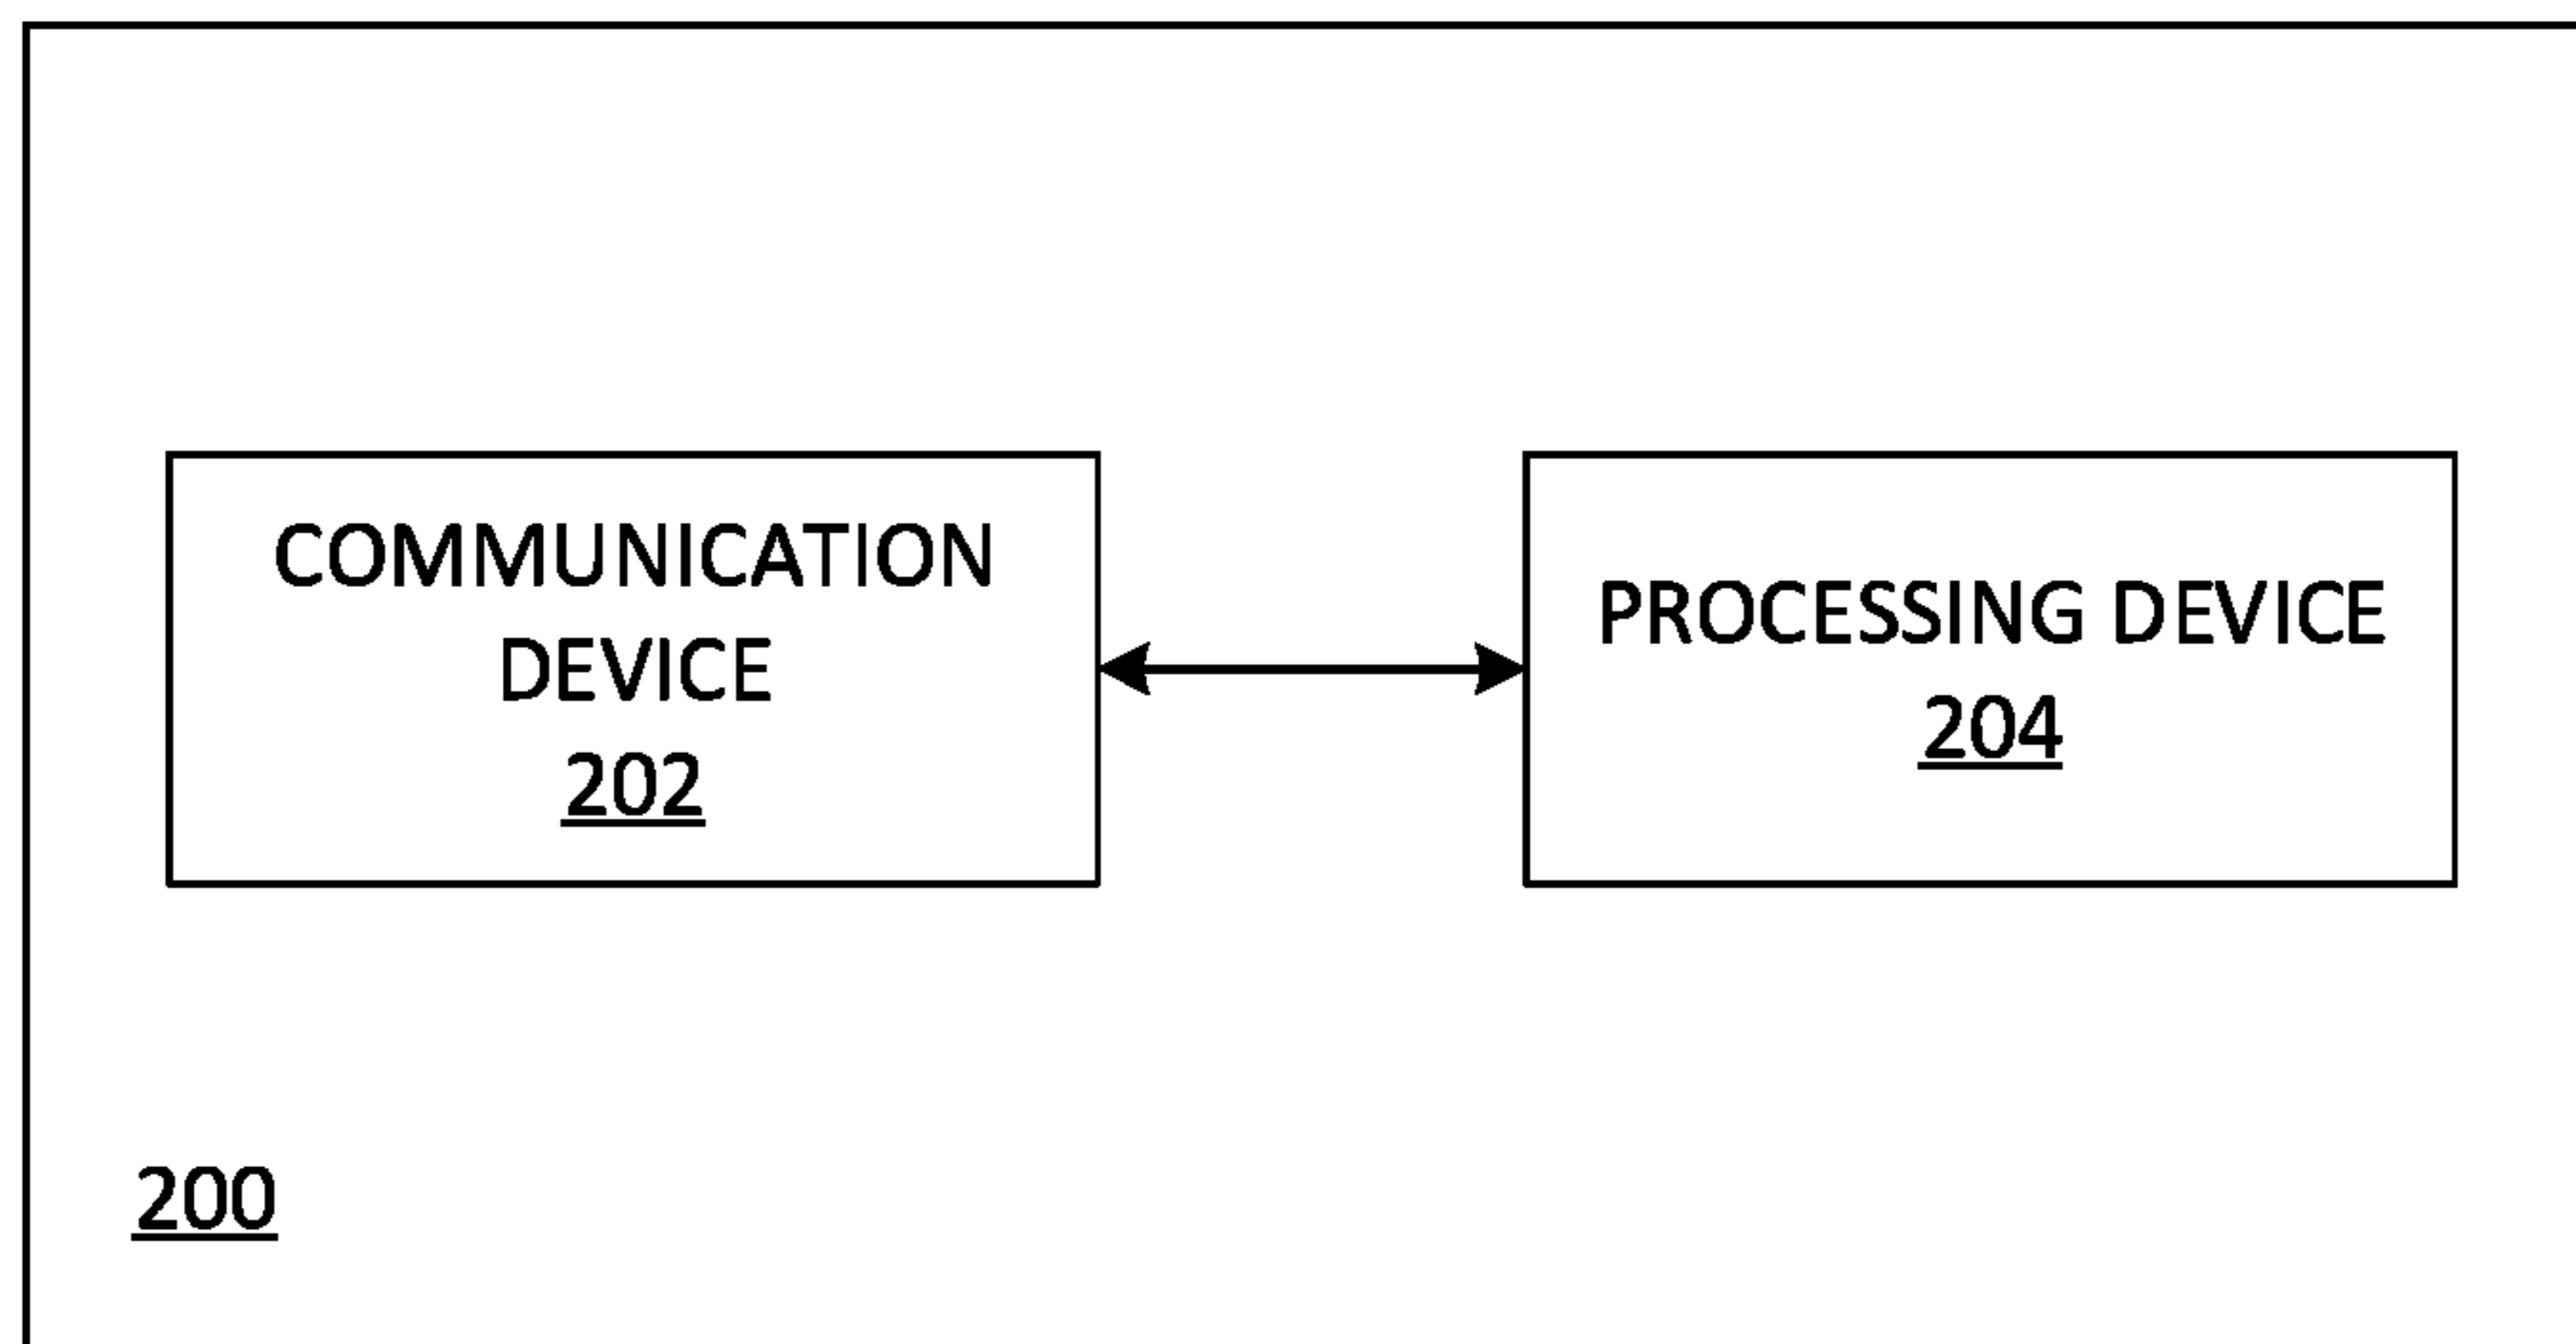 COMMUNICATION
DEVICE
202
PROCESSING DEVICE
204
200